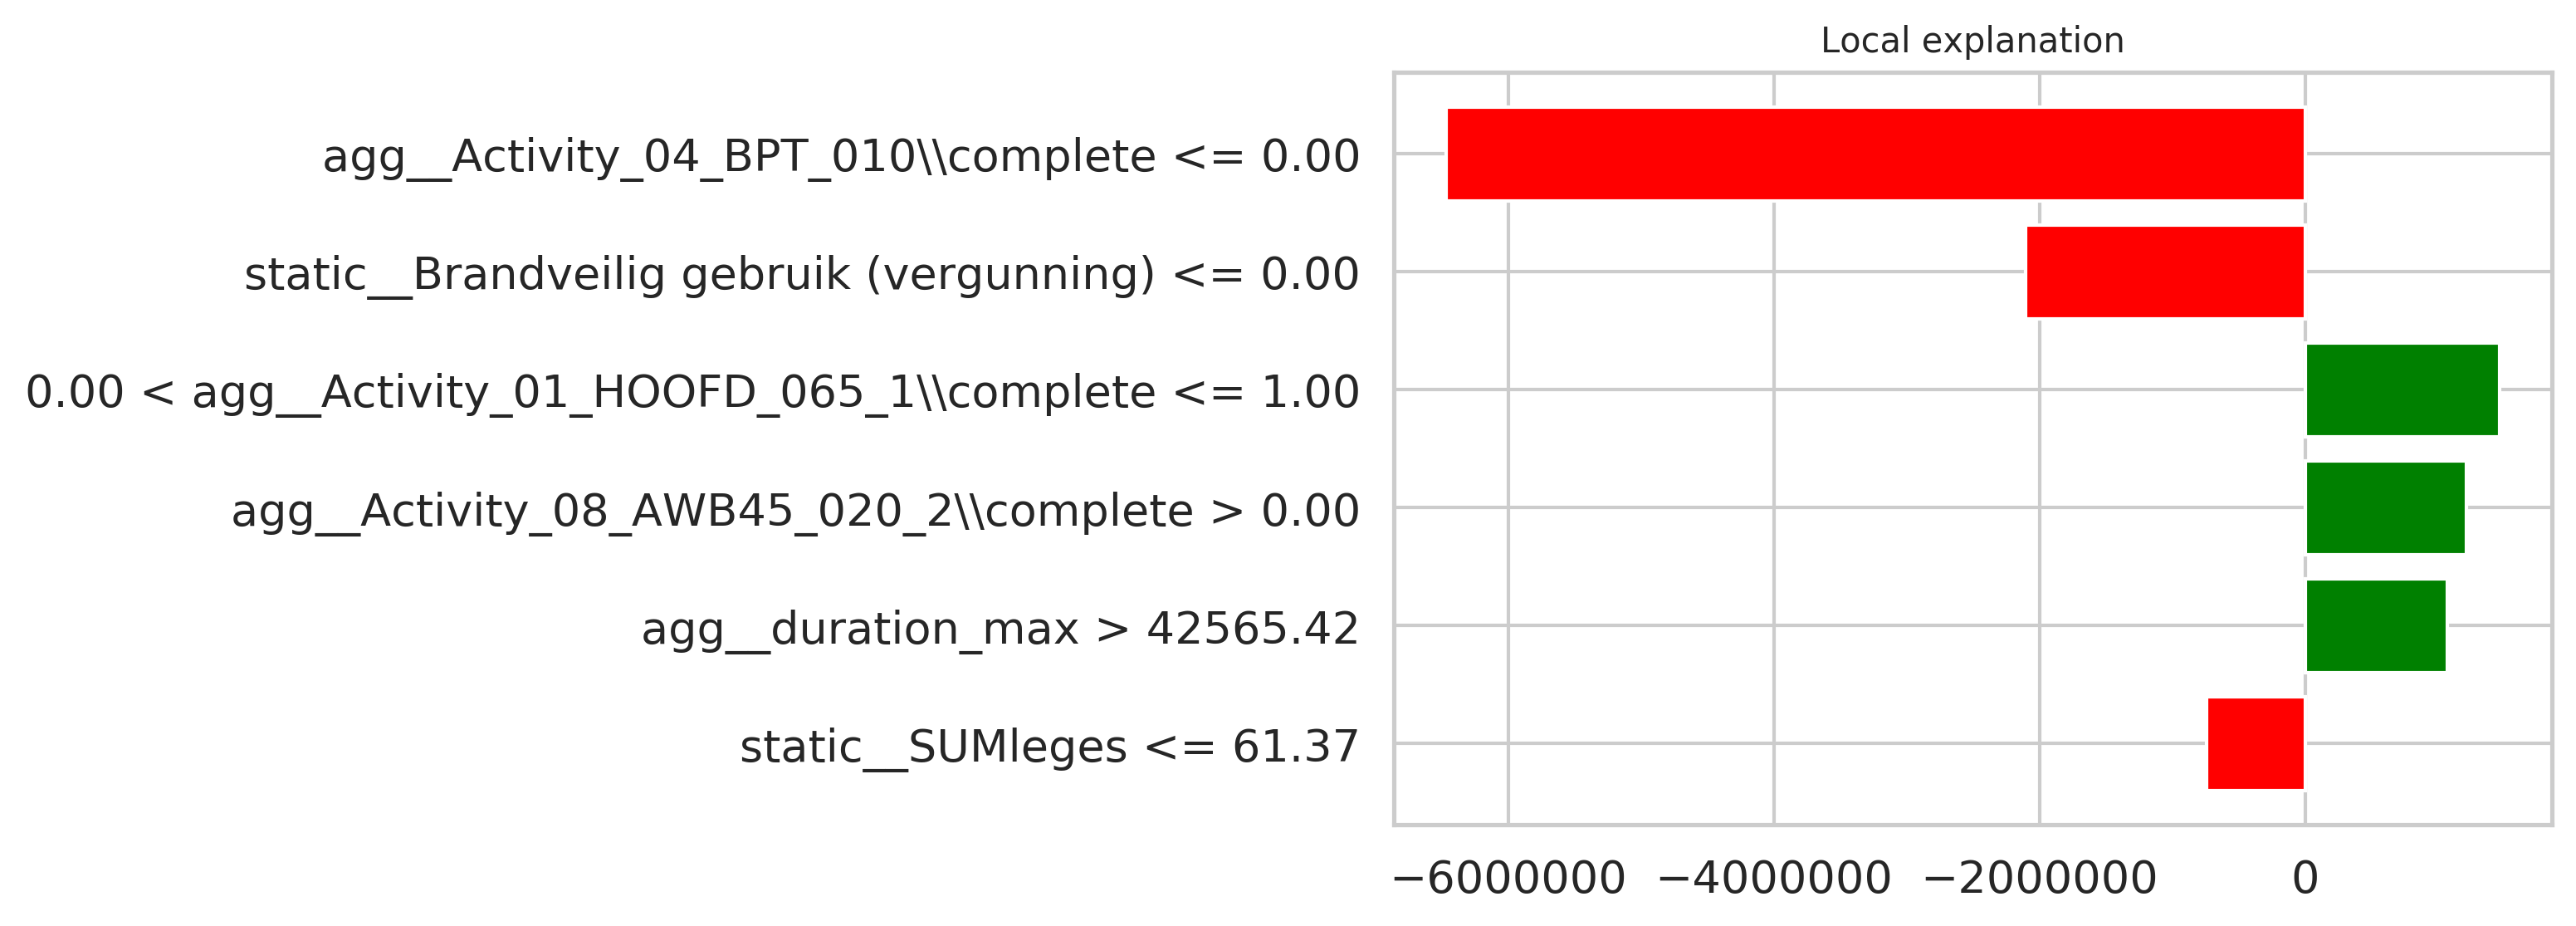 Local explanation
agg__Activity_04_BPT_010\\complete <= 0.00
static__Brandveilig gebruik (vergunning) <= 0.00
0.00 < agg__Activity_01_HOOFD_065_1\\complete <= 1.00
agg__Activity_08_AWB45_020_2\\complete > 0.00
agg__duration_max > 42565.42
static__SUMleges <= 61.37
−6000000 −4000000 −2000000 0